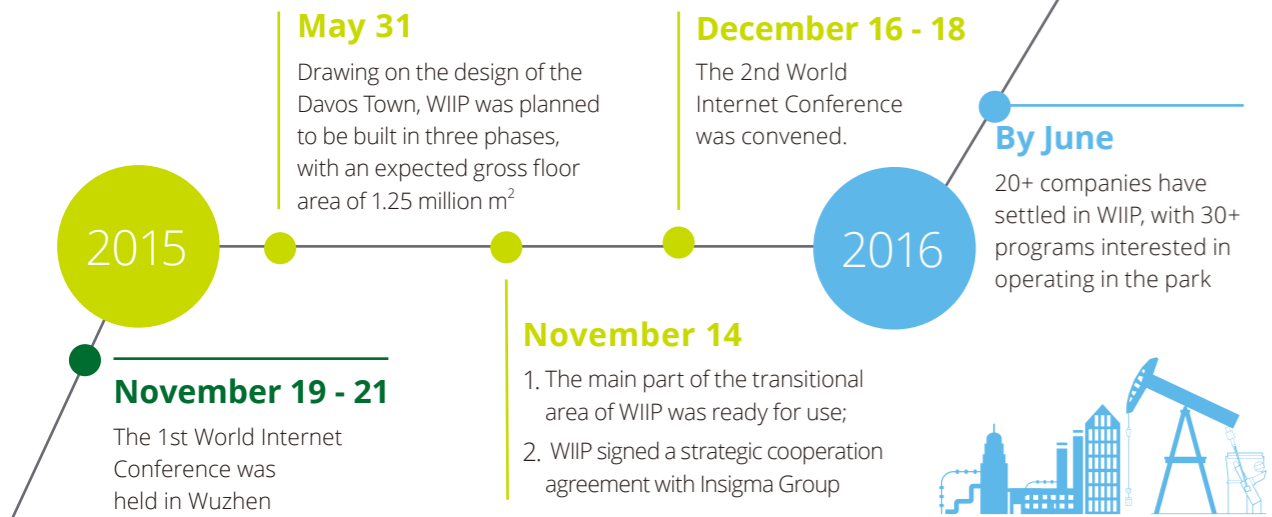 May 31
Drawing on the design of the
Davos Town, WIIP was planned
to be built in three phases,
with an expected gross floor
area of 1.25 million m²
December 16 - 18
The 2nd World
Internet Conference
was convened.
By June
20+ companies have
settled in WIIP, with 30+
programs interested in
operating in the park
2015
2016
November 19 - 21
The 1st World Internet
Conference was
held in Wuzhen
November 14
1. The main part of the transitional
area of WIIP was ready for use;
2. WIIP signed a strategic cooperation
agreement with Insigma Group